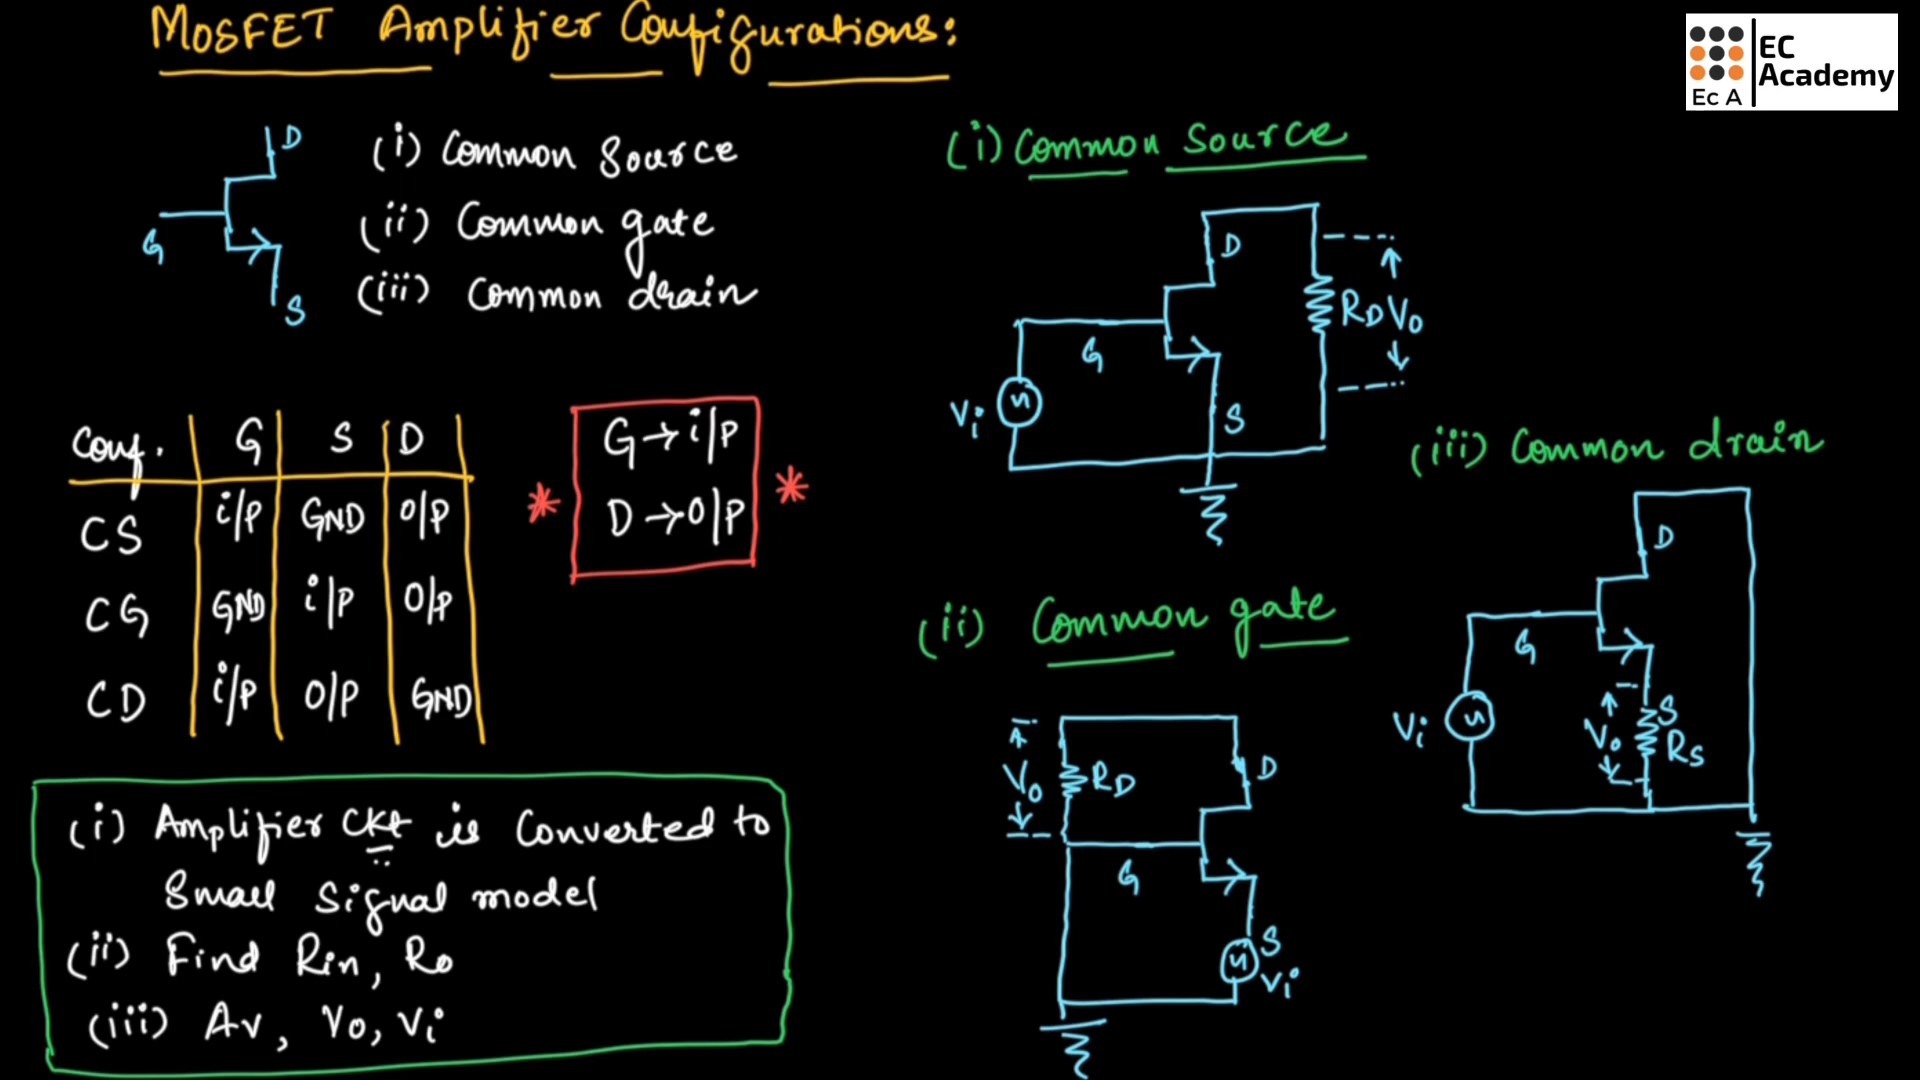 MOSFET Amplifier Configurations:
EC
Academy
Ec A
D
G
S
(i) Common Source
(ii) Common gate
(iii) Common drain
Conf. G S D
CS i/p GND O/P
CG GND i/p O/p
CD i/p O/P GND
* G→i/P *
D→O/P
(i) Amplifier CKt is Converted to
Small Signal model
(ii) Find Rin, Ro
(iii) Av, Vo, Vi
(i) Common Source
D
RD Vo
G
Vi
S
(ii) Common gate
Vo RD D
G
S
Vi
(iii) Common drain
D
G
S
Vi Vo RS